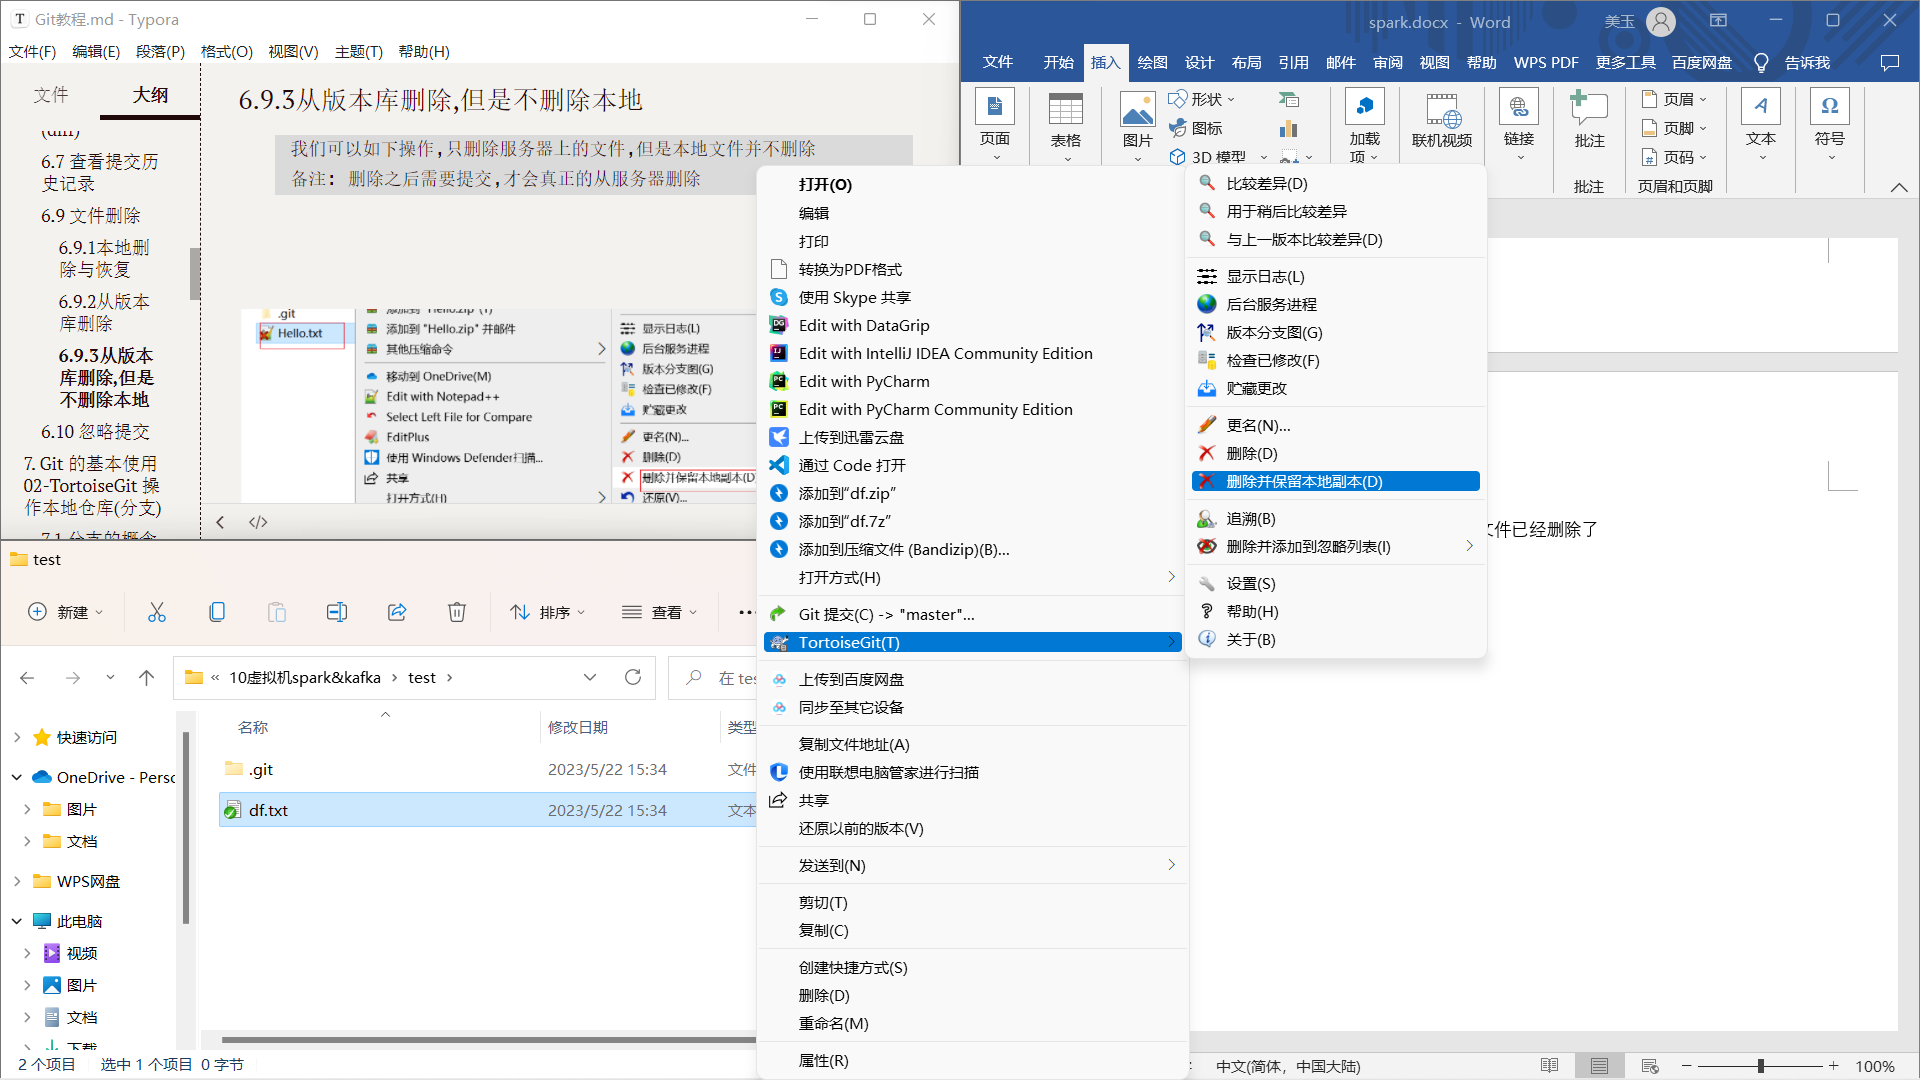 Git教程.md - Typora
文件(F) 编辑(E) 段落(P) 格式(O) 视图(V) 主题(T) 帮助(H)
文件 大纲
6.7 查看提交历
史记录
6.9 文件删除
6.9.1本地删
除与恢复
6.9.2从版本
库删除
6.9.3从版本
库删除,但是
不删除本地
6.10 忽略提交
7. Git 的基本使用
02-TortoiseGit 操
作本地仓库(分支)
7.1 分支的概念
6.9.3从版本库删除,但是不删除本地
我们可以如下操作,只删除服务器上的文件,但是本地文件并不删除
备注: 删除之后需要提交,才会真正的从服务器删除
.git
Hello.txt
添加到 "Hello.zip" (T)
添加到 "Hello.zip" 并邮件
其他压缩命令
移动到 OneDrive(M)
Edit with Notepad++
Select Left File for Compare
EditPlus
使用 Windows Defender扫描...
共享
打开方式(H)
显示日志(L)
后台服务进程
版本分支图(G)
检查已修改(F)
贮藏更改
更名(N)...
删除(D)
删除并保留本地副本(D)
还原(V)...
</>
spark.docx - Word
美玉
文件 开始 插入 绘图 设计 布局 引用 邮件 审阅 视图 帮助 WPS PDF 更多工具 百度网盘 告诉我
页面
表格
图片
形状
图标
3D 模型
加载
项
联机视频
链接
批注
批注
页眉
页脚
页码
页眉和页脚
文本
符号
文件已经删除了
中文(简体，中国大陆)
100%
test
新建
排序
查看
« 10虚拟机spark&kafka › test ›
在 tes
快速访问
OneDrive - Perso
图片
文档
WPS网盘
此电脑
视频
图片
文档
下载
名称 修改日期 类型
.git 2023/5/22 15:34 文件
df.txt 2023/5/22 15:34 文本
2 个项目 选中 1 个项目 0 字节
打开(O)
编辑
打印
转换为PDF格式
使用 Skype 共享
Edit with DataGrip
Edit with IntelliJ IDEA Community Edition
Edit with PyCharm
Edit with PyCharm Community Edition
上传到迅雷云盘
通过 Code 打开
添加到“df.zip”
添加到“df.7z”
添加到压缩文件 (Bandizip)(B)...
打开方式(H)
Git 提交(C) -> "master"...
TortoiseGit(T)
上传到百度网盘
同步至其它设备
复制文件地址(A)
使用联想电脑管家进行扫描
共享
还原以前的版本(V)
发送到(N)
剪切(T)
复制(C)
创建快捷方式(S)
删除(D)
重命名(M)
属性(R)
比较差异(D)
用于稍后比较差异
与上一版本比较差异(D)
显示日志(L)
后台服务进程
版本分支图(G)
检查已修改(F)
贮藏更改
更名(N)...
删除(D)
删除并保留本地副本(D)
追溯(B)
删除并添加到忽略列表(I)
设置(S)
帮助(H)
关于(B)